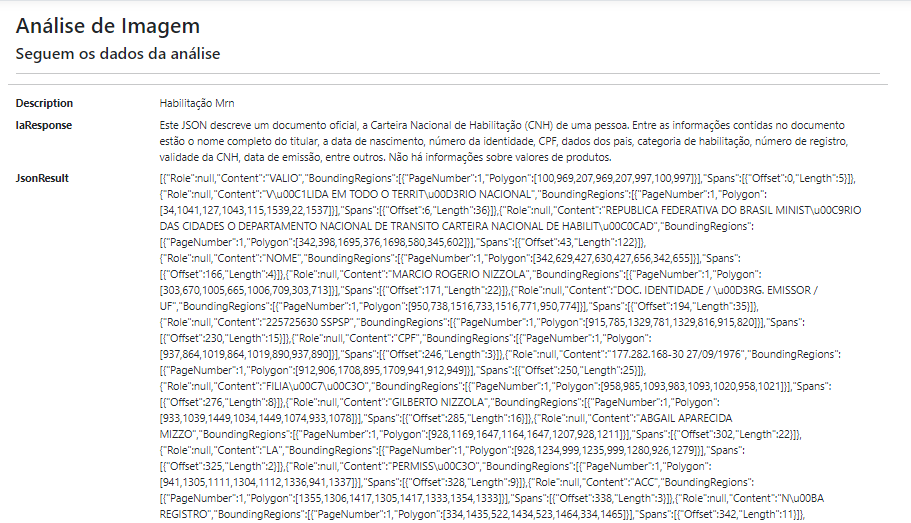 Análise de Imagem
Seguem os dados da análise
Description Habilitação Mrn
IaResponse Este JSON descreve um documento oficial, a Carteira Nacional de Habilitação (CNH) de uma pessoa. Entre as informações contidas no documento
estão o nome completo do titular, a data de nascimento, número da identidade, CPF, dados dos pais, categoria de habilitação, número de registro,
validade da CNH, data de emissão, entre outros. Não há informações sobre valores de produtos.
JsonResult [{"Role":null,"Content":"VALIO","BoundingRegions":[{"PageNumber":1,"Polygon":[100,969,207,969,207,997,100,997]}],"Spans":[{"Offset":0,"Length":5}]},
{"Role":null,"Content":"V\u00C1LIDA EM TODO O TERRIT\u00D3RIO NACIONAL","BoundingRegions":[{"PageNumber":1,"Polygon":
[34,1041,127,1043,115,1539,22,1537]}],"Spans":[{"Offset":6,"Length":36}]},{"Role":null,"Content":"REPUBLICA FEDERATIVA DO BRASIL MINIST\u00C9RIO
DAS CIDADES O DEPARTAMENTO NACIONAL DE TRANSITO CARTEIRA NACIONAL DE HABILIT\u00C0CAD","BoundingRegions":
[{"PageNumber":1,"Polygon":[342,398,1695,376,1698,580,345,602]}],"Spans":[{"Offset":43,"Length":122}]},
{"Role":null,"Content":"NOME","BoundingRegions":[{"PageNumber":1,"Polygon":[342,629,427,630,427,656,342,655]}],"Spans":
[{"Offset":166,"Length":4}]},{"Role":null,"Content":"MARCIO ROGERIO NIZZOLA","BoundingRegions":[{"PageNumber":1,"Polygon":
[303,670,1005,665,1006,709,303,713]}],"Spans":[{"Offset":171,"Length":22}]},{"Role":null,"Content":"DOC. IDENTIDADE / \u00D3RG. EMISSOR /
UF","BoundingRegions":[{"PageNumber":1,"Polygon":[950,738,1516,733,1516,771,950,774]}],"Spans":[{"Offset":194,"Length":35}]},
{"Role":null,"Content":"225725630 SSPSP","BoundingRegions":[{"PageNumber":1,"Polygon":[915,785,1329,781,1329,816,915,820]}],"Spans":
[{"Offset":230,"Length":15}]},{"Role":null,"Content":"CPF","BoundingRegions":[{"PageNumber":1,"Polygon":
[937,864,1019,864,1019,890,937,890]}],"Spans":[{"Offset":246,"Length":3}]},{"Role":null,"Content":"177.282.168-30 27/09/1976","BoundingRegions":
[{"PageNumber":1,"Polygon":[912,906,1708,895,1709,941,912,949]}],"Spans":[{"Offset":250,"Length":25}]},
{"Role":null,"Content":"FILIA\u00C7\u00C3O","BoundingRegions":[{"PageNumber":1,"Polygon":[958,985,1093,983,1093,1020,958,1021]}],"Spans":
[{"Offset":276,"Length":8}]},{"Role":null,"Content":"GILBERTO NIZZOLA","BoundingRegions":[{"PageNumber":1,"Polygon":
[933,1039,1449,1034,1449,1074,933,1078]}],"Spans":[{"Offset":285,"Length":16}]},{"Role":null,"Content":"ABGAIL APARECIDA
MIZZO","BoundingRegions":[{"PageNumber":1,"Polygon":[928,1169,1647,1164,1647,1207,928,1211]}],"Spans":[{"Offset":302,"Length":22}]},
{"Role":null,"Content":"LA","BoundingRegions":[{"PageNumber":1,"Polygon":[928,1234,999,1235,999,1280,926,1279]}],"Spans":
[{"Offset":325,"Length":2}]},{"Role":null,"Content":"PERMISS\u00C3O","BoundingRegions":[{"PageNumber":1,"Polygon":
[941,1305,1111,1304,1112,1336,941,1337]}],"Spans":[{"Offset":328,"Length":9}]},{"Role":null,"Content":"ACC","BoundingRegions":
[{"PageNumber":1,"Polygon":[1355,1306,1417,1305,1417,1333,1354,1333]}],"Spans":[{"Offset":338,"Length":3}]},{"Role":null,"Content":"N\u00BA
REGISTRO","BoundingRegions":[{"PageNumber":1,"Polygon":[334,1435,522,1434,523,1464,334,1465]}],"Spans":[{"Offset":342,"Length":11}]},